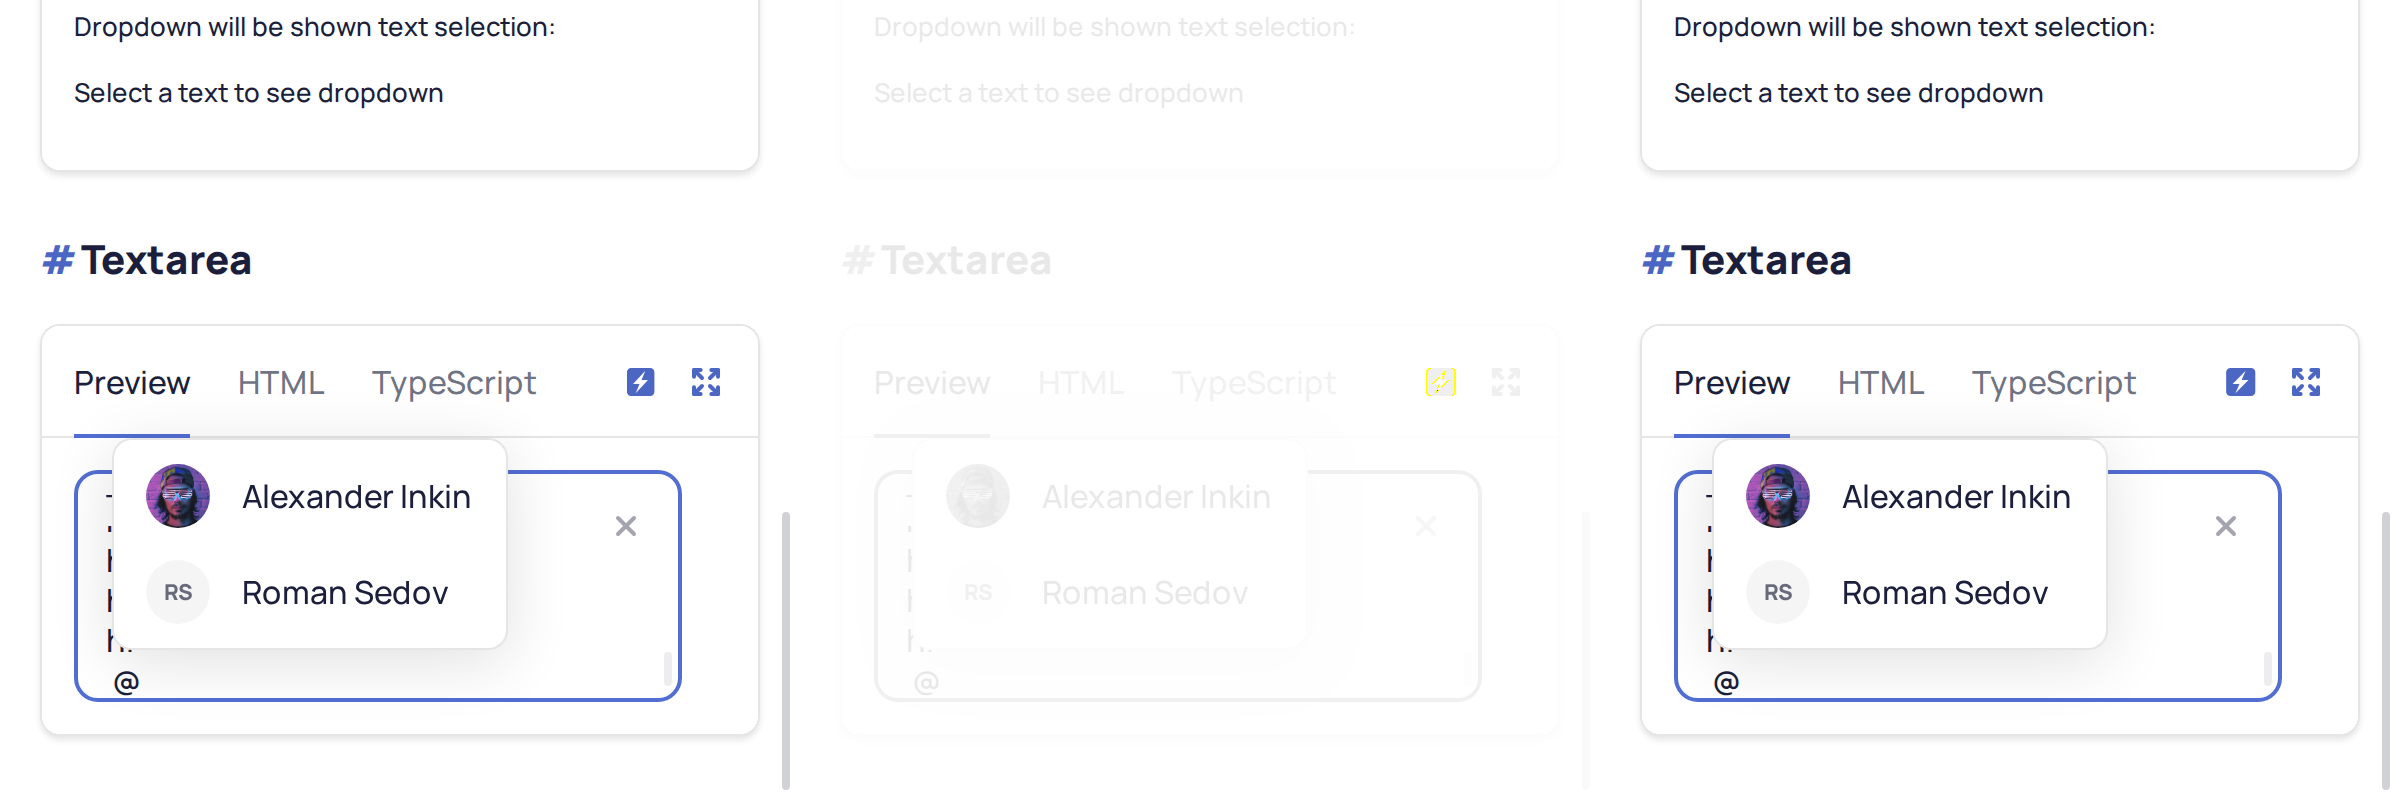 Dropdown will be shown text selection:
Select a text to see dropdown
# Textarea
Preview HTML TypeScript
Alexander Inkin
RS Roman Sedov
@
Dropdown will be shown text selection:
Select a text to see dropdown
# Textarea
Preview HTML TypeScript
Alexander Inkin
RS Roman Sedov
@
Dropdown will be shown text selection:
Select a text to see dropdown
# Textarea
Preview HTML TypeScript
Alexander Inkin
RS Roman Sedov
@